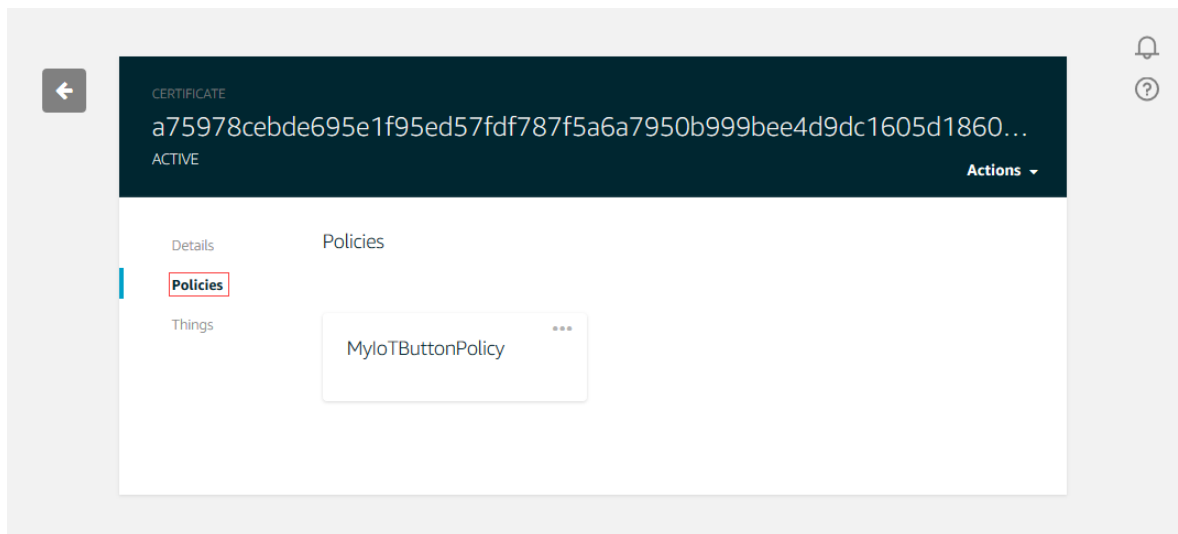 CERTIFICATE
a75978cebde695e1f95ed57fdf787f5a6a7950b999bee4d9dc1605d1860...
ACTIVE
Actions
Details
Policies
Things
Policies
MyIoTButtonPolicy